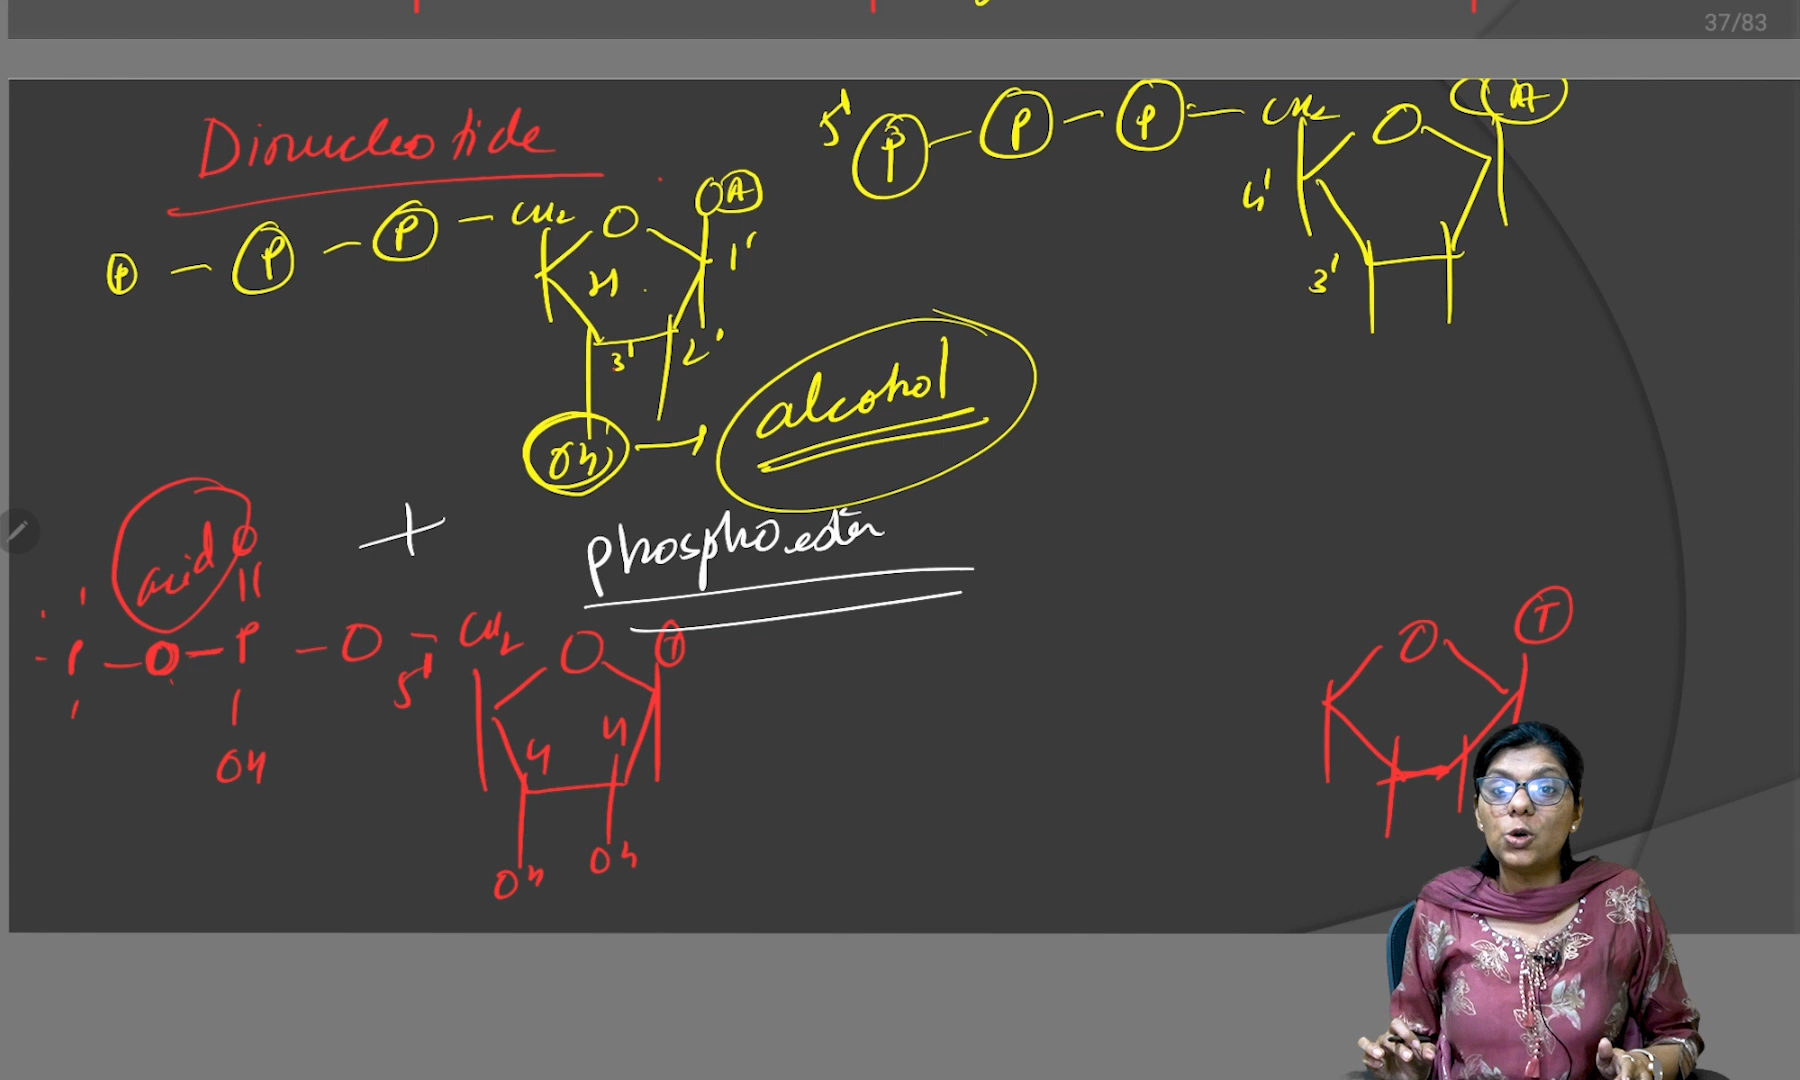 37/83
Dinucleotide
5' P - P - P - CH2 O A
4'
3'
P - P - P - CH2 O A
H 1'
3' 2'
OH → alcohol
acid + phosphoester
O
P - O - P - O - CH2 O T
5'
OH
H H
OH OH
O T